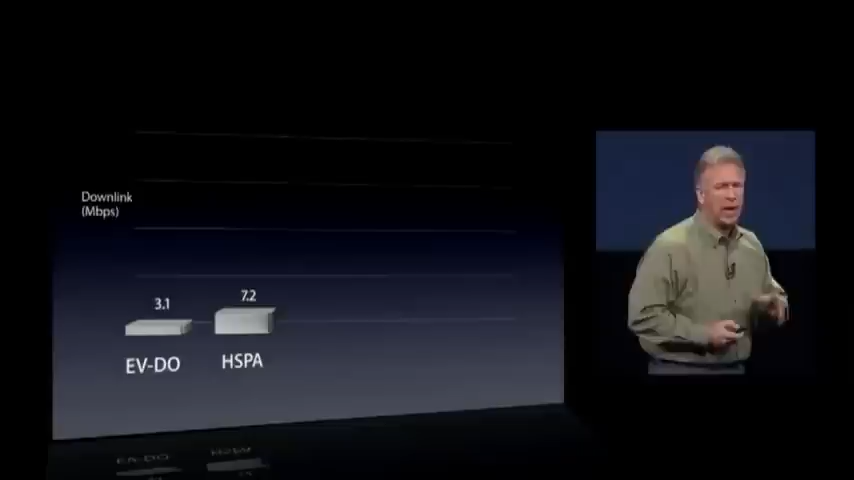 Downlink
(Mbps)
3.1
7.2
EV-DO
HSPA